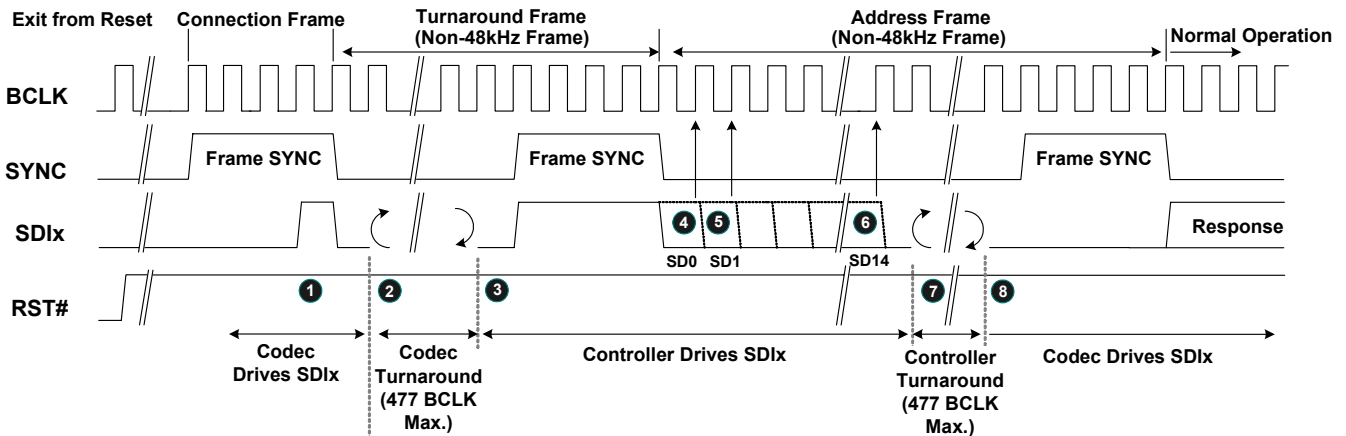 Exit from Reset
Connection Frame
Turnaround Frame
(Non-48kHz Frame)
Address Frame
(Non-48kHz Frame)
Normal Operation
BCLK
SYNC
Frame SYNC
Frame SYNC
Frame SYNC
SDIx
4
5
6
Response
SD0
SD1
SD14
RST#
1
2
3
7
8
Codec
Drives SDIx
Codec
Turnaround
(477 BCLK
Max.)
Controller Drives SDIx
Controller
Turnaround
(477 BCLK
Max.)
Codec Drives SDIx